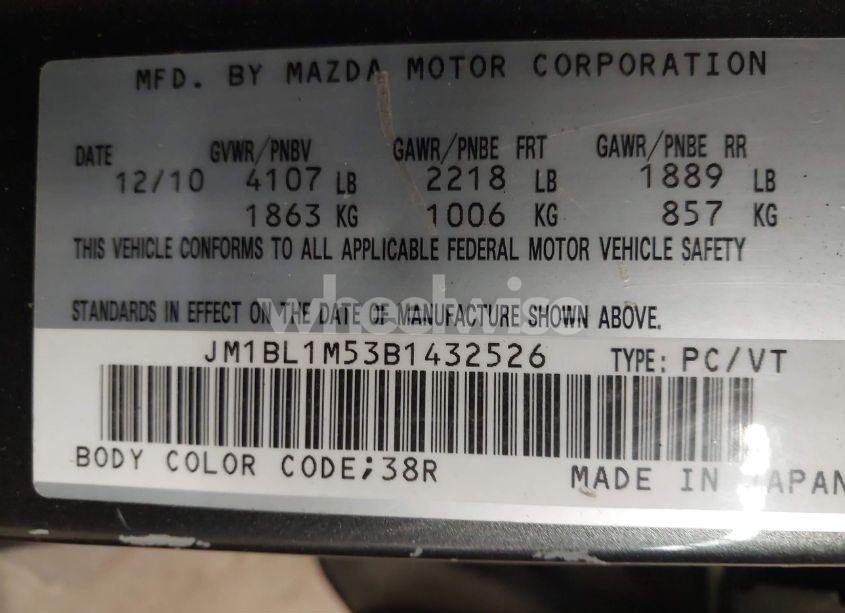 MFD. BY MAZDA MOTOR CORPORATION
DATE GVWR/PNBV GAWR/PNBE FRT GAWR/PNBE RR
12/10 4107 LB 2218 LB 1889 LB
1863 KG 1006 KG 857 KG
THIS VEHICLE CONFORMS TO ALL APPLICABLE FEDERAL MOTOR VEHICLE SAFETY
wheelwise
STANDARDS IN EFFECT ON THE DATE OF MANUFACTURE SHOWN ABOVE.
JM1BL1M53B1432526 TYPE: PC/VT
BODY COLOR CODE;38R
MADE IN JAPAN